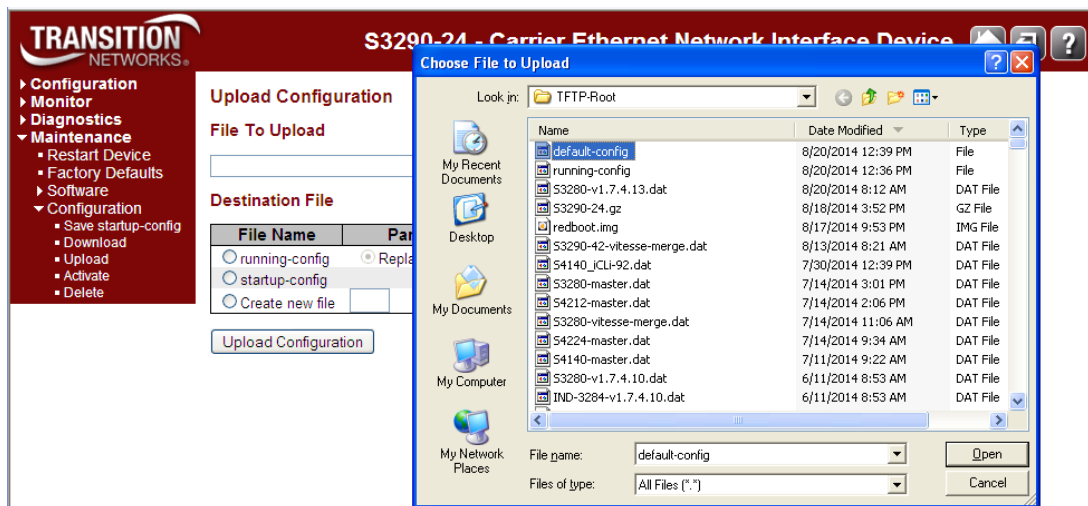 TRANSITION
NETWORKS®
S3290-24 - Carrier Ethernet Network Interface Device
Configuration
Monitor
Diagnostics
Maintenance
Restart Device
Factory Defaults
Software
Configuration
Save startup-config
Download
Upload
Activate
Delete
Upload Configuration
File To Upload
Destination File
File Name Par
running-config Repla
startup-config
Create new file
Upload Configuration
Choose File to Upload
Look in: TFTP-Root
My Recent Documents
Desktop
My Documents
My Computer
My Network Places
Name Date Modified Type
default-config 8/20/2014 12:39 PM File
running-config 8/20/2014 12:36 PM File
S3280-v1.7.4.13.dat 8/20/2014 8:12 AM DAT File
S3290-24.gz 8/18/2014 3:52 PM GZ File
redboot.img 8/17/2014 9:53 PM IMG File
S3290-42-vitesse-merge.dat 8/13/2014 8:21 AM DAT File
S4140_iCLi-92.dat 7/30/2014 12:39 PM DAT File
S3280-master.dat 7/14/2014 3:01 PM DAT File
S4212-master.dat 7/14/2014 2:06 PM DAT File
S3280-vitesse-merge.dat 7/14/2014 11:06 AM DAT File
S4224-master.dat 7/14/2014 9:34 AM DAT File
S4140-master.dat 7/11/2014 9:22 AM DAT File
S3280-v1.7.4.10.dat 6/11/2014 8:53 AM DAT File
IND-3284-v1.7.4.10.dat 6/11/2014 8:53 AM DAT File
File name: default-config Open
Files of type: All Files (*.*) Cancel